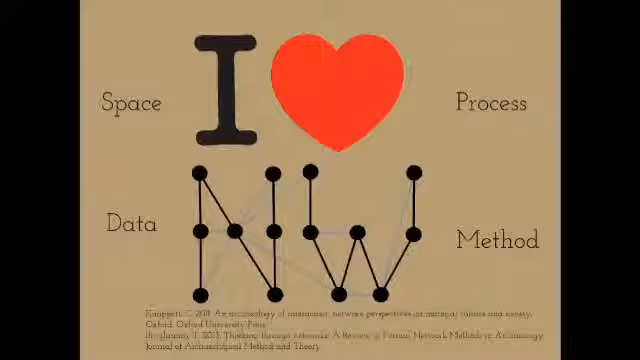 I
Space
Process
NW
Data
Method
Knappett, C. 2011. An archaeology of interaction: network perspectives on material culture and society.
Oxford: Oxford University Press.
Brughmans, T. 2013. Thinking through networks: A Review of Formal Network Methods in Archaeology.
Journal of Archaeological Method and Theory